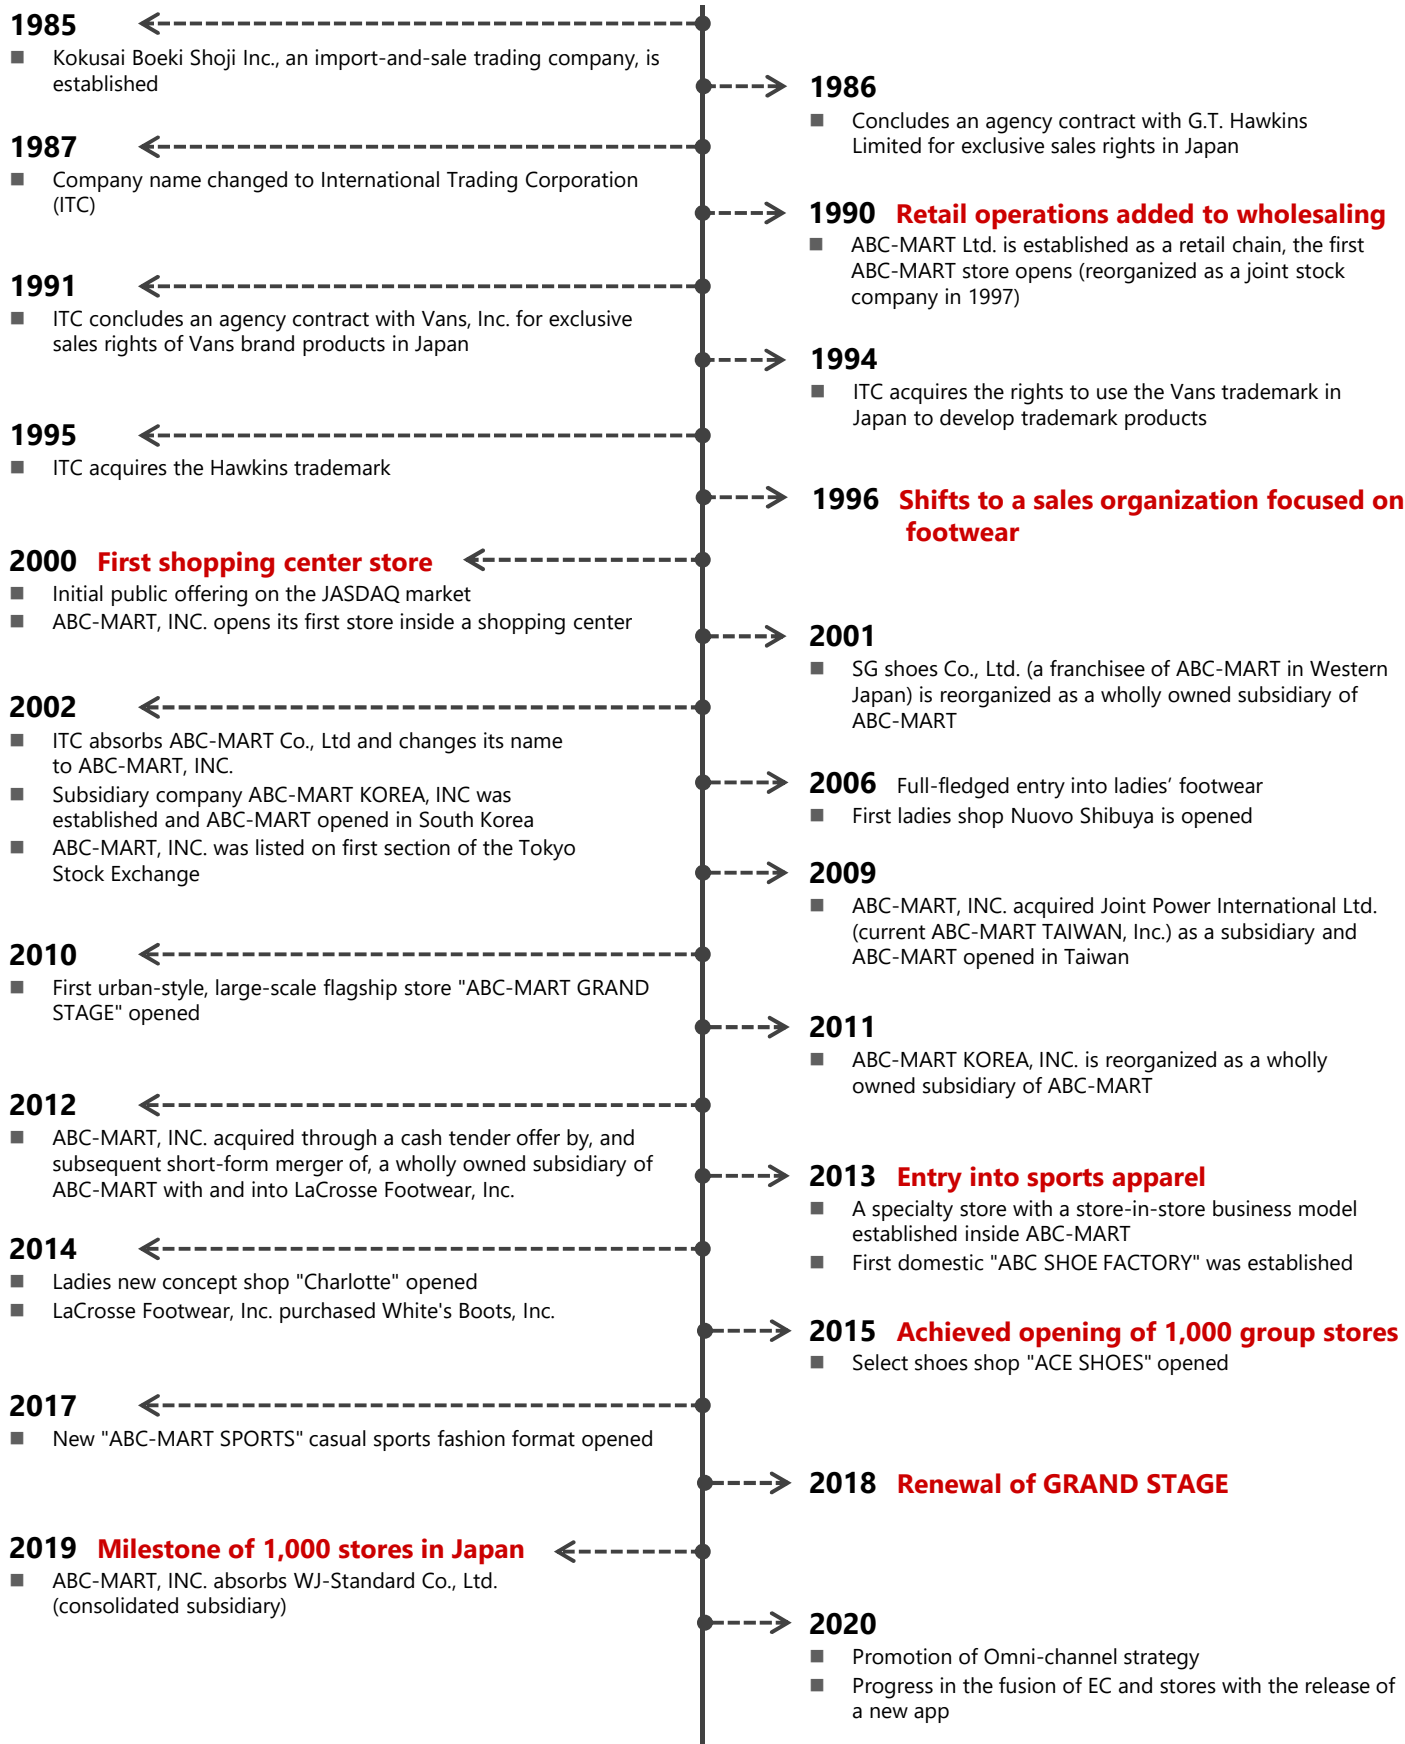 1985
■ Kokusai Boeki Shoji Inc., an import-and-sale trading company, is
established
1986
■ Concludes an agency contract with G.T. Hawkins
Limited for exclusive sales rights in Japan
1987
■ Company name changed to International Trading Corporation
(ITC)
1990 Retail operations added to wholesaling
■ ABC-MART Ltd. is established as a retail chain, the first
ABC-MART store opens (reorganized as a joint stock
company in 1997)
1991
■ ITC concludes an agency contract with Vans, Inc. for exclusive
sales rights of Vans brand products in Japan
1994
■ ITC acquires the rights to use the Vans trademark in
Japan to develop trademark products
1995
■ ITC acquires the Hawkins trademark
1996 Shifts to a sales organization focused on
footwear
2000 First shopping center store
■ Initial public offering on the JASDAQ market
■ ABC-MART, INC. opens its first store inside a shopping center
2001
■ SG shoes Co., Ltd. (a franchisee of ABC-MART in Western
Japan) is reorganized as a wholly owned subsidiary of
ABC-MART
2002
■ ITC absorbs ABC-MART Co., Ltd and changes its name
to ABC-MART, INC.
■ Subsidiary company ABC-MART KOREA, INC was
established and ABC-MART opened in South Korea
■ ABC-MART, INC. was listed on first section of the Tokyo
Stock Exchange
2006 Full-fledged entry into ladies’ footwear
■ First ladies shop Nuovo Shibuya is opened
2009
■ ABC-MART, INC. acquired Joint Power International Ltd.
(current ABC-MART TAIWAN, Inc.) as a subsidiary and
ABC-MART opened in Taiwan
2010
■ First urban-style, large-scale flagship store "ABC-MART GRAND
STAGE" opened
2011
■ ABC-MART KOREA, INC. is reorganized as a wholly
owned subsidiary of ABC-MART
2012
■ ABC-MART, INC. acquired through a cash tender offer by, and
subsequent short-form merger of, a wholly owned subsidiary of
ABC-MART with and into LaCrosse Footwear, Inc.
2013 Entry into sports apparel
■ A specialty store with a store-in-store business model
established inside ABC-MART
■ First domestic "ABC SHOE FACTORY" was established
2014
■ Ladies new concept shop "Charlotte" opened
■ LaCrosse Footwear, Inc. purchased White's Boots, Inc.
2015 Achieved opening of 1,000 group stores
■ Select shoes shop "ACE SHOES" opened
2017
■ New "ABC-MART SPORTS" casual sports fashion format opened
2018 Renewal of GRAND STAGE
2019 Milestone of 1,000 stores in Japan
■ ABC-MART, INC. absorbs WJ-Standard Co., Ltd.
(consolidated subsidiary)
2020
■ Promotion of Omni-channel strategy
■ Progress in the fusion of EC and stores with the release of
a new app